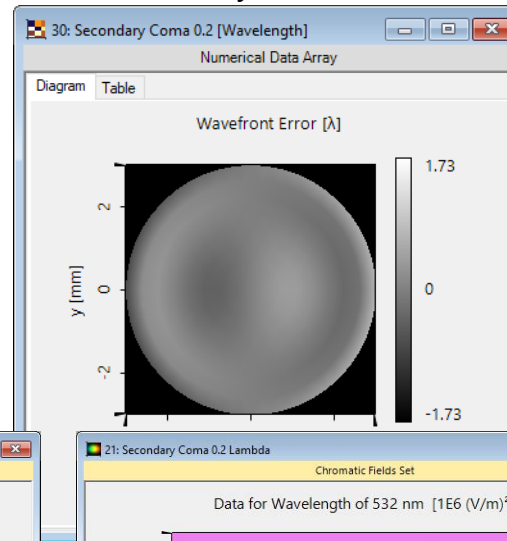 30: Secondary Coma 0.2 [Wavelength]
Numerical Data Array
Diagram Table
Wavefront Error [λ]
1.73
2
y [mm]
0
0
-2
-1.73
21: Secondary Coma 0.2 Lambda
Chromatic Fields Set
Data for Wavelength of 532 nm [1E6 (V/m)²